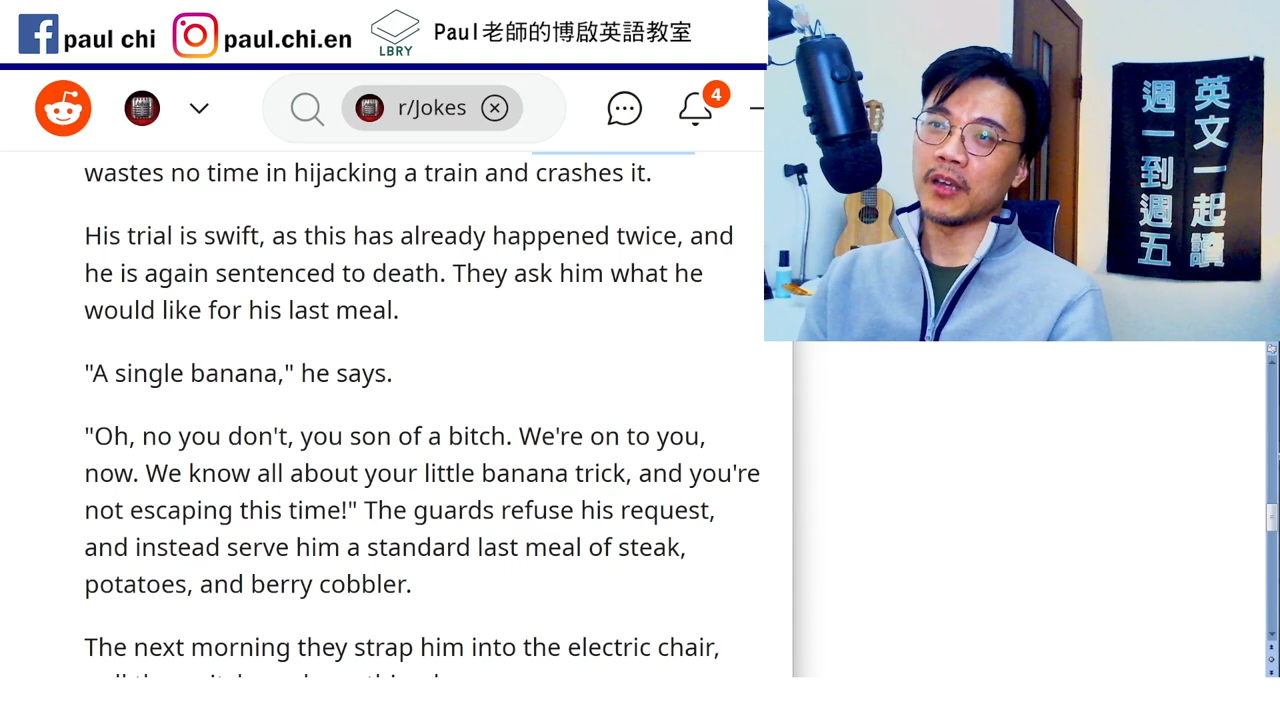 paul chi
paul.chi.en
LBRY
Paul老師的博啟英語教室
r/Jokes
4
wastes no time in hijacking a train and crashes it.
His trial is swift, as this has already happened twice, and
he is again sentenced to death. They ask him what he
would like for his last meal.
"A single banana," he says.
"Oh, no you don't, you son of a bitch. We're on to you,
now. We know all about your little banana trick, and you're
not escaping this time!" The guards refuse his request,
and instead serve him a standard last meal of steak,
potatoes, and berry cobbler.
The next morning they strap him into the electric chair,
英文一起讀
週一到週五